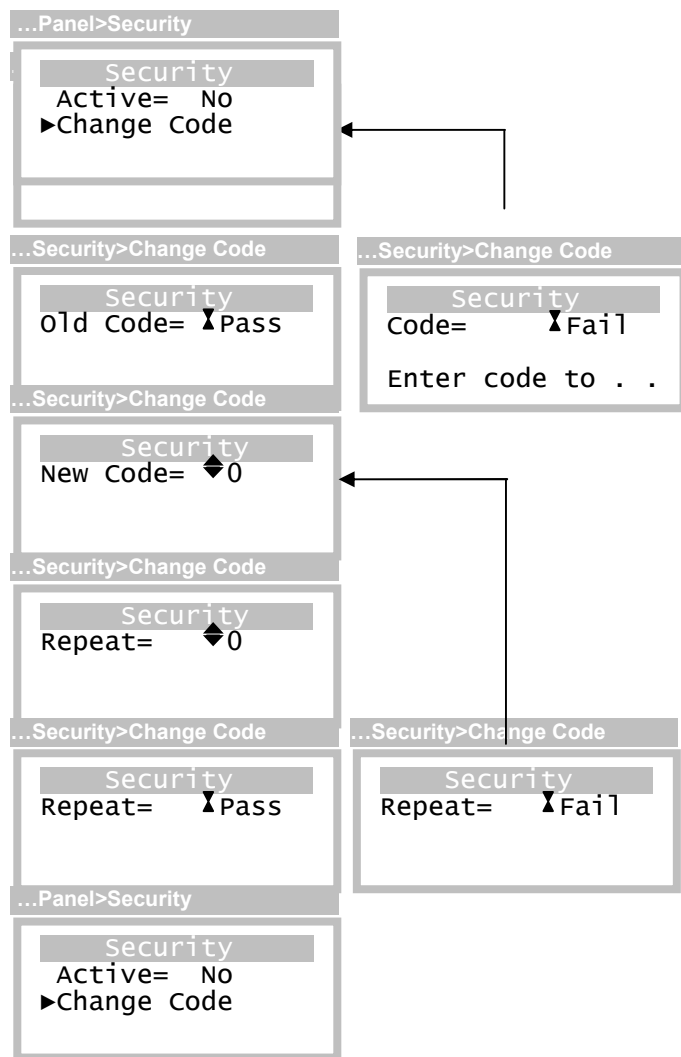 ...Panel>Security
Security
Active= No
►Change Code
...Security>Change Code
Security
Old Code= Pass
...Security>Change Code
Security
Code= Fail
Enter code to . .
...Security>Change Code
Security
New Code= 0
...Security>Change Code
Security
Repeat= 0
...Security>Change Code
Security
Repeat= Pass
...Security>Change Code
Security
Repeat= Fail
...Panel>Security
Security
Active= No
►Change Code